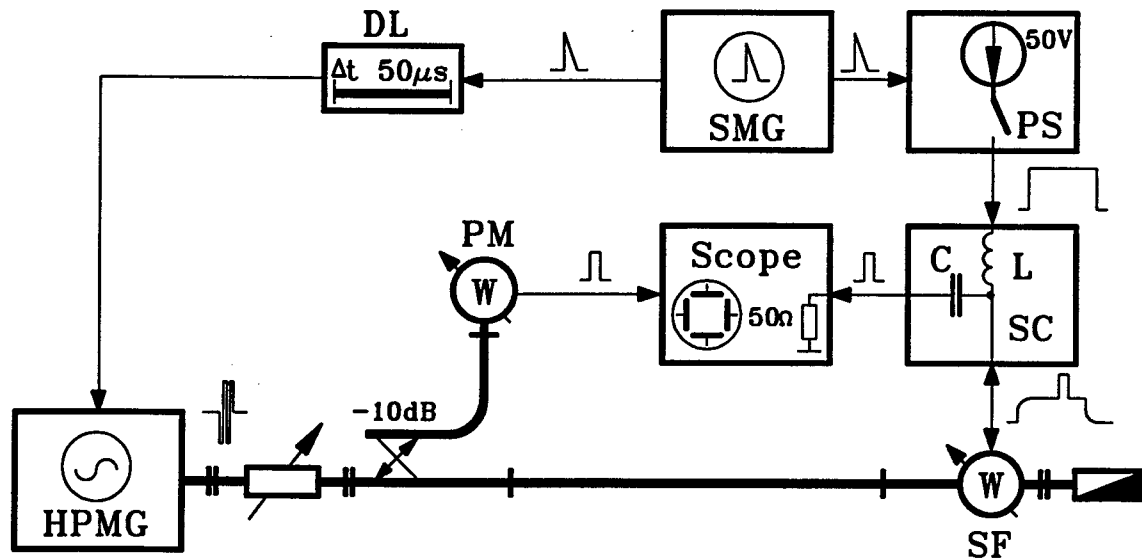 DL
Δt 50μs
SMG
50V
PS
PM
W
Scope
50Ω
C
L
SC
-10dB
HPMG
W
SF